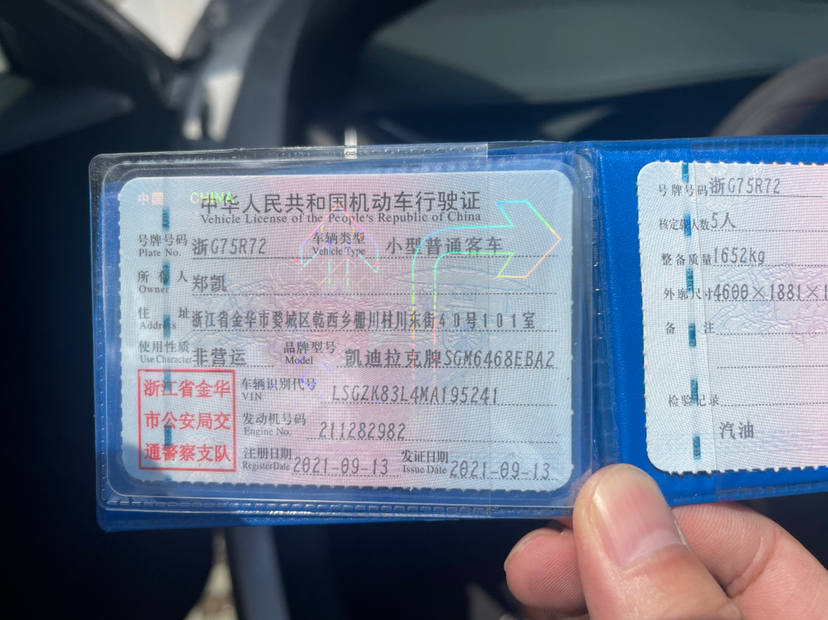 中国 CHINA
中华人民共和国机动车行驶证
Vehicle License of the People's Republic of China
号牌号码 浙G75R72 车辆类型 小型普通客车
Plate No. Vehicle Type
所有人 郑凯
Owner
住址 浙江省金华市婺城区乾西乡棚川村川东街40号101室
Address
使用性质 非营运 品牌型号 凯迪拉克牌SGM6468EBA2
Use Character Model
浙江省金华
市公安局交
通警察支队
车辆识别代号 LSGZK83L4MA195241
VIN
发动机号码 211282982
Engine No.
注册日期 2021-09-13 发证日期 2021-09-13
Register Date Issue Date
号牌号码 浙G75R72
核定载人数 5人
整备质量 1652kg
外廓尺寸 4600×1881×1
备注
检验记录
汽油